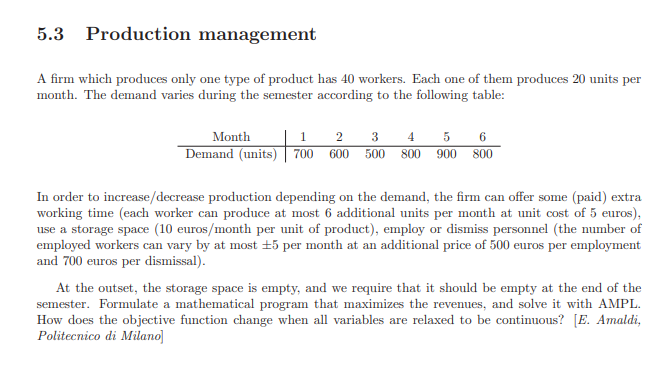 5.3 Production management
A firm which produces only one type of product has 40 workers. Each one of them produces 20 units per
month. The demand varies during the semester according to the following table:
Month 1 2 3 4 5 6
Demand (units) 700 600 500 800 900 800
In order to increase/decrease production depending on the demand, the firm can offer some (paid) extra
working time (each worker can produce at most 6 additional units per month at unit cost of 5 euros),
use a storage space (10 euros/month per unit of product), employ or dismiss personnel (the number of
employed workers can vary by at most ±5 per month at an additional price of 500 euros per employment
and 700 euros per dismissal).
At the outset, the storage space is empty, and we require that it should be empty at the end of the
semester. Formulate a mathematical program that maximizes the revenues, and solve it with AMPL.
How does the objective function change when all variables are relaxed to be continuous? [E. Amaldi,
Politecnico di Milano]